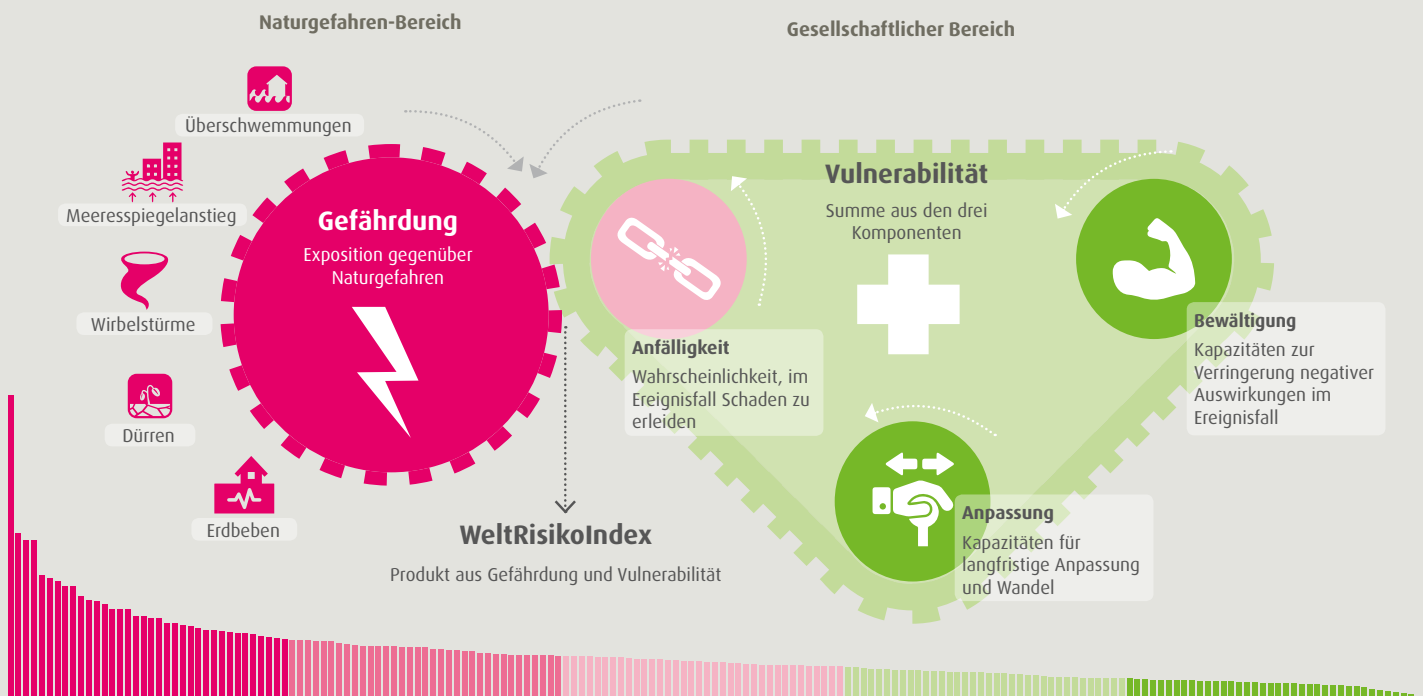 Naturgefahren-Bereich
Gesellschaftlicher Bereich
Überschwemmungen
Meeresspiegelanstieg
Wirbelstürme
Dürren
Erdbeben
Gefährdung
Exposition gegenüber
Naturgefahren
Vulnerabilität
Summe aus den drei
Komponenten
Anfälligkeit
Wahrscheinlichkeit, im
Ereignisfall Schaden zu
erleiden
Bewältigung
Kapazitäten zur
Verringerung negativer
Auswirkungen im
Ereignisfall
Anpassung
Kapazitäten für
langfristige Anpassung
und Wandel
WeltRisikoIndex
Produkt aus Gefährdung und Vulnerabilität